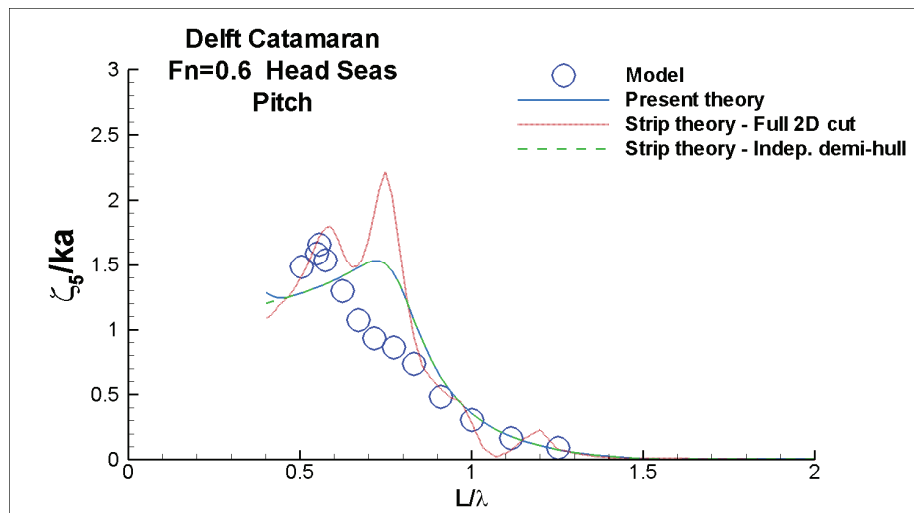 Delft Catamaran
Fn=0.6 Head Seas
Pitch
Model
Present theory
Strip theory - Full 2D cut
Strip theory - Indep. demi-hull
ζ5/ka
3
2.5
2
1.5
1
0.5
0
0
0.5
1
1.5
2
L/λ